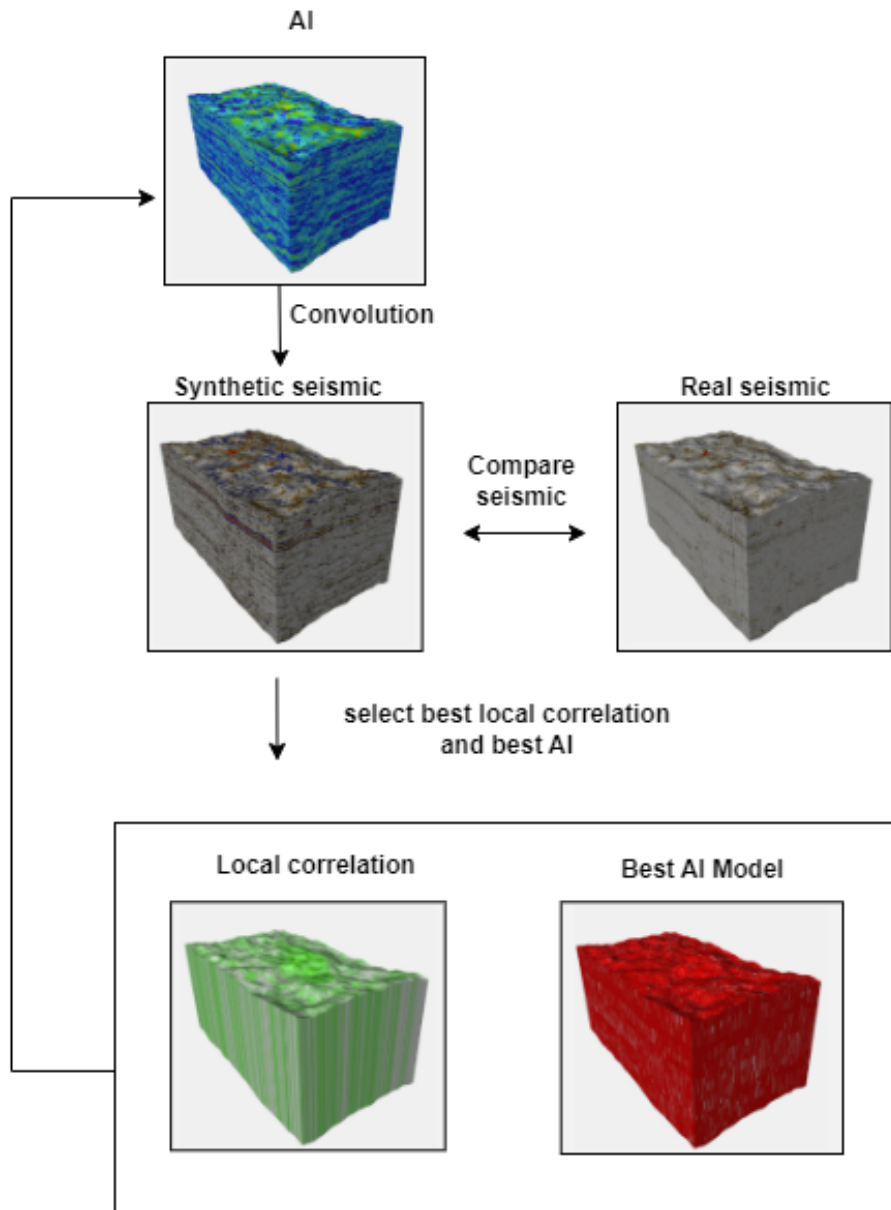 AI
Convolution
Synthetic seismic
Real seismic
Compare
seismic
select best local correlation
and best AI
Local correlation
Best AI Model